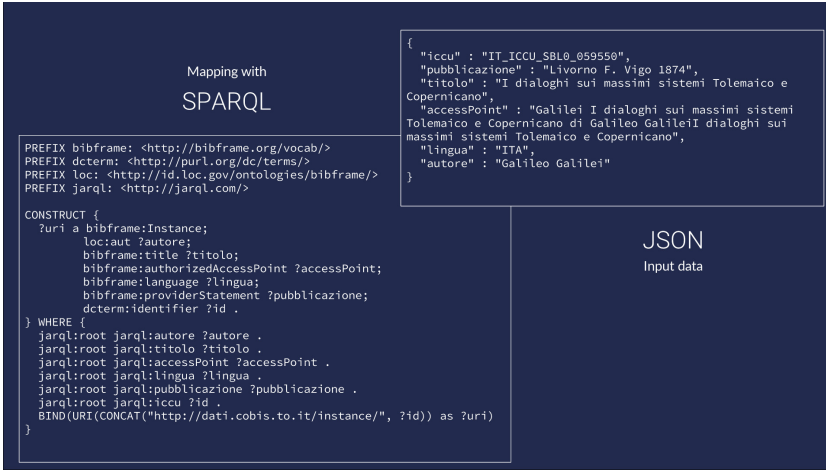 Mapping with
SPARQL
PREFIX bibframe: <http://bibframe.org/vocab/>
PREFIX dcterm: <http://purl.org/dc/terms/>
PREFIX loc: <http://id.loc.gov/ontologies/bibframe/>
PREFIX jarql: <http://jarql.com/>
CONSTRUCT {
?uri a bibframe:Instance;
loc:aut ?autore;
bibframe:title ?titolo;
bibframe:authorizedAccessPoint ?accessPoint;
bibframe:language ?lingua;
bibframe:providerStatement ?pubblicazione;
dcterm:identifier ?id .
} WHERE {
jarql:root jarql:autore ?autore .
jarql:root jarql:titolo ?titolo .
jarql:root jarql:accessPoint ?accessPoint .
jarql:root jarql:lingua ?lingua .
jarql:root jarql:pubblicazione ?pubblicazione .
jarql:root jarql:iccu ?id .
BIND(URI(CONCAT("http://dati.cobis.to.it/instance/", ?id)) as ?uri)
}
{
"iccu" : "IT_ICCU_SBL0_059550",
"pubblicazione" : "Livorno F. Vigo 1874",
"titolo" : "I dialoghi sui massimi sistemi Tolemaico e
Copernicano",
"accessPoint" : "Galilei I dialoghi sui massimi sistemi
Tolemaico e Copernicano di Galileo GalileiI dialoghi sui
massimi sistemi Tolemaico e Copernicano",
"lingua" : "ITA",
"autore" : "Galileo Galilei"
}
JSON
Input data